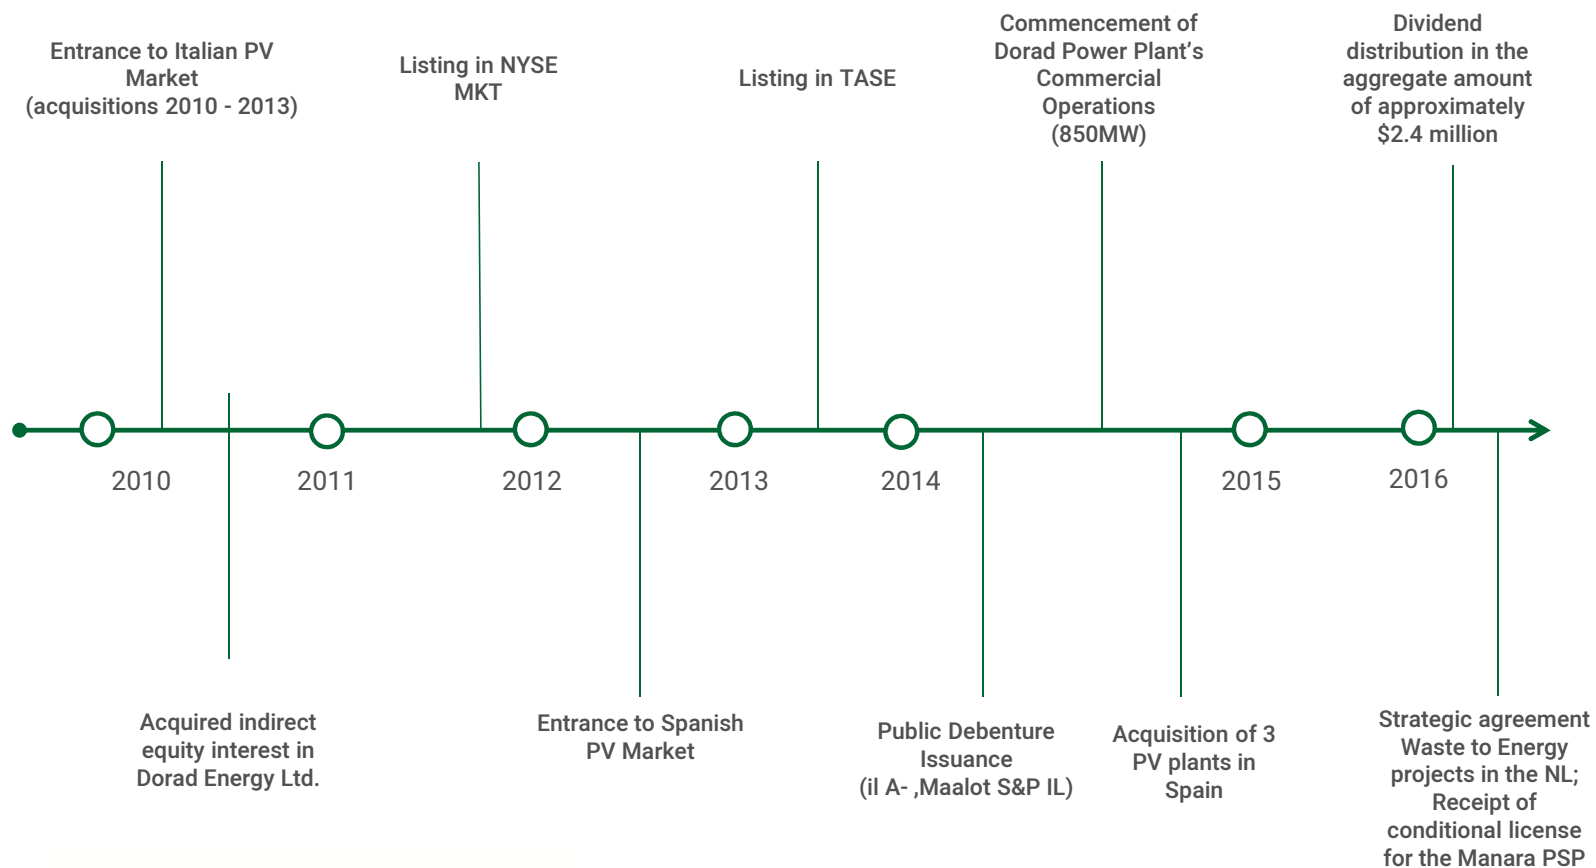 Entrance to Italian PV
Market
(acquisitions 2010 - 2013)
Listing in NYSE
MKT
Listing in TASE
Commencement of
Dorad Power Plant's
Commercial
Operations
(850MW)
Dividend
distribution in the
aggregate amount
of approximately
$2.4 million
2010
2011
2012
2013
2014
2015
2016
Acquired indirect
equity interest in
Dorad Energy Ltd.
Entrance to Spanish
PV Market
Public Debenture
Issuance
(il A- ,Maalot S&P IL)
Acquisition of 3
PV plants in
Spain
Strategic agreement
Waste to Energy
projects in the NL;
Receipt of
conditional license
for the Manara PSP